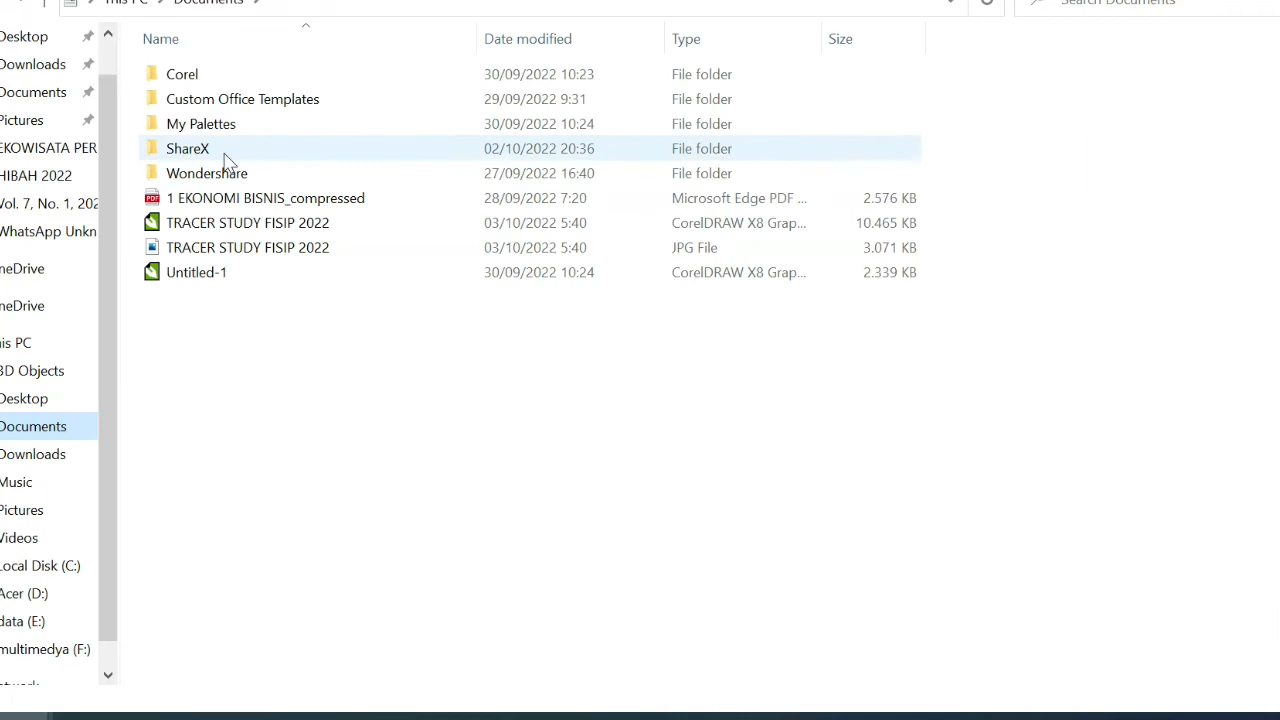 This PC > Documents >
Search Documents
Desktop
Downloads
Documents
Pictures
EKOWISATA PER
HIBAH 2022
Vol. 7, No. 1, 202
WhatsApp Unkn
neDrive
neDrive
his PC
3D Objects
Desktop
Documents
Downloads
Music
Pictures
Videos
Local Disk (C:)
Acer (D:)
data (E:)
multimedya (F:)
Name Date modified Type Size
Corel 30/09/2022 10:23 File folder
Custom Office Templates 29/09/2022 9:31 File folder
My Palettes 30/09/2022 10:24 File folder
ShareX 02/10/2022 20:36 File folder
Wondershare 27/09/2022 16:40 File folder
1 EKONOMI BISNIS_compressed 28/09/2022 7:20 Microsoft Edge PDF ... 2.576 KB
TRACER STUDY FISIP 2022 03/10/2022 5:40 CorelDRAW X8 Grap... 10.465 KB
TRACER STUDY FISIP 2022 03/10/2022 5:40 JPG File 3.071 KB
Untitled-1 30/09/2022 10:24 CorelDRAW X8 Grap... 2.339 KB